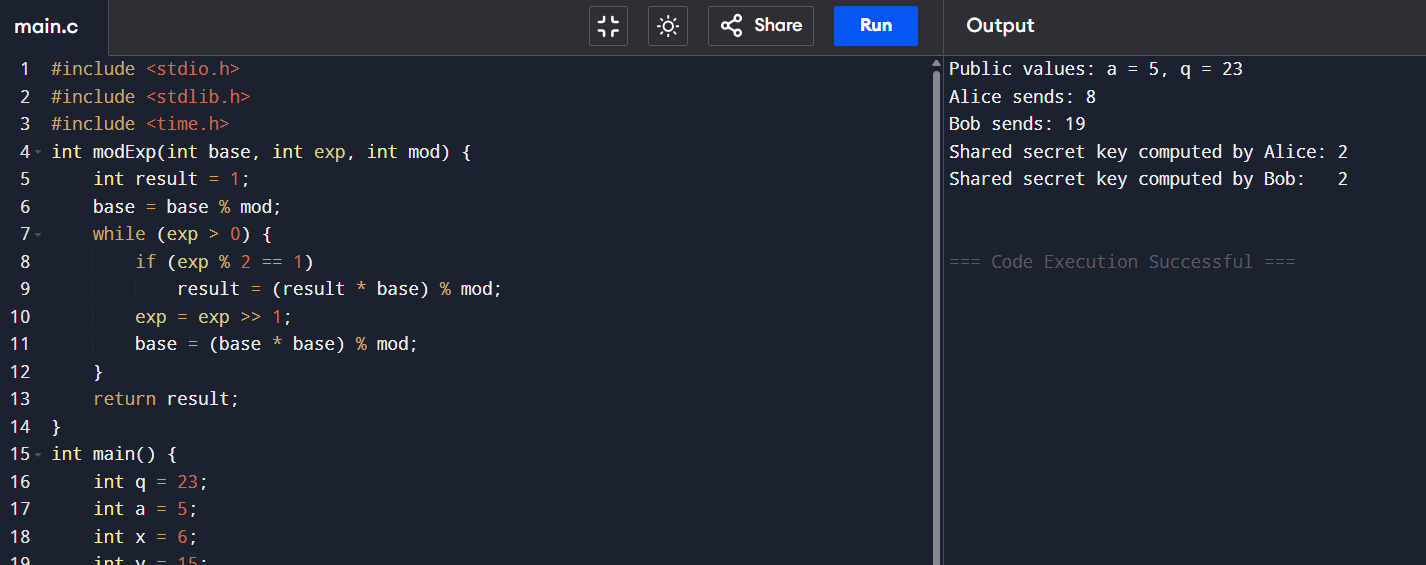 main.c
Share
Run
Output
1 #include <stdio.h>
2 #include <stdlib.h>
3 #include <time.h>
4 int modExp(int base, int exp, int mod) {
5     int result = 1;
6     base = base % mod;
7     while (exp > 0) {
8         if (exp % 2 == 1)
9             result = (result * base) % mod;
10         exp = exp >> 1;
11         base = (base * base) % mod;
12     }
13     return result;
14 }
15 int main() {
16     int q = 23;
17     int a = 5;
18     int x = 6;
19     int y = 15;
Public values: a = 5, q = 23
Alice sends: 8
Bob sends: 19
Shared secret key computed by Alice: 2
Shared secret key computed by Bob:   2
=== Code Execution Successful ===